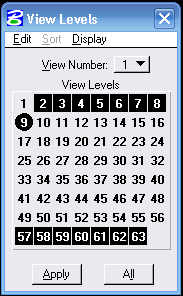 View Levels
Edit Sort Display
View Number: 1
View Levels
1 2 3 4 5 6 7 8
9 10 11 12 13 14 15 16
17 18 19 20 21 22 23 24
25 26 27 28 29 30 31 32
33 34 35 36 37 38 39 40
41 42 43 44 45 46 47 48
49 50 51 52 53 54 55 56
57 58 59 60 61 62 63
Apply All